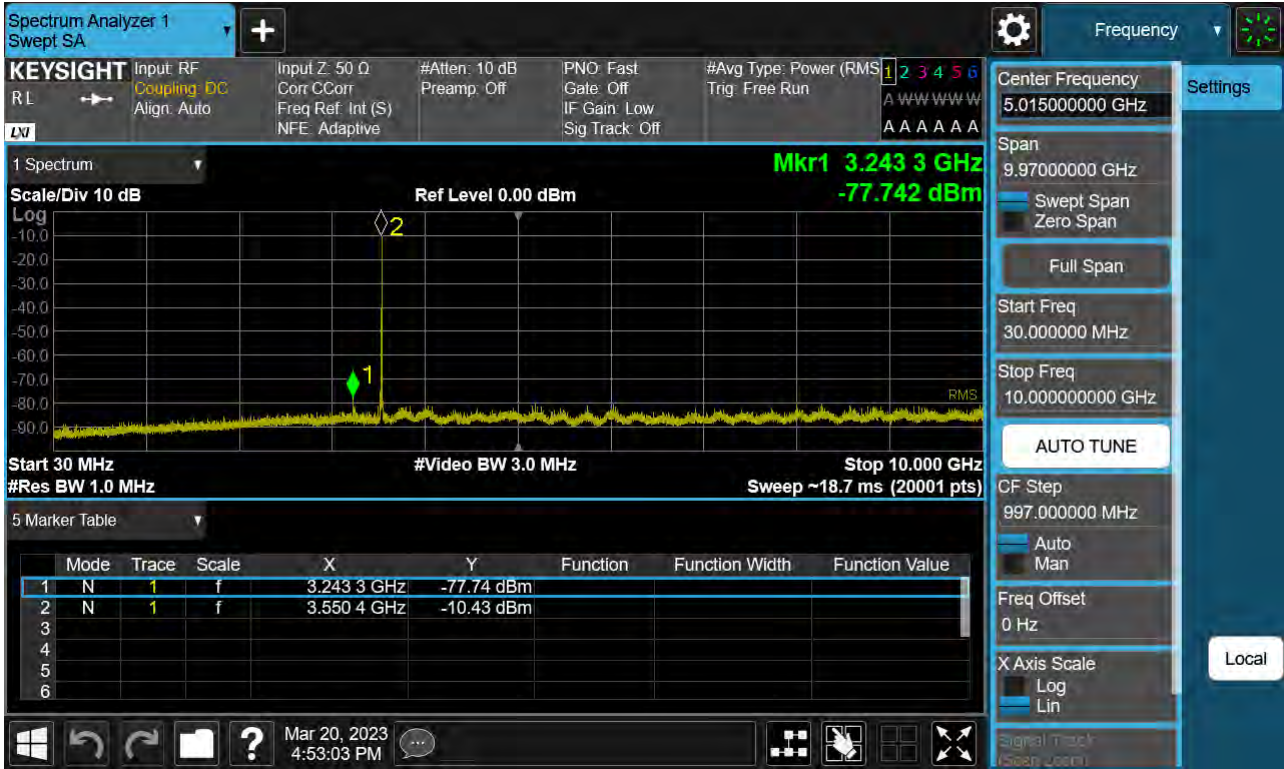 Spectrum Analyzer 1
Swept SA
+
Frequency
KEYSIGHT
R L
LXI
Input: RF
Coupling: DC
Align: Auto
Input Z: 50 Ω
Corr CCorr
Freq Ref: Int (S)
NFE: Adaptive
#Atten: 10 dB
Preamp: Off
PNO: Fast
Gate: Off
IF Gain: Low
Sig Track: Off
#Avg Type: Power (RMS
Trig: Free Run
1 2 3 4 5 6
A W W W W W
A A A A A A
1 Spectrum
Mkr1 3.243 3 GHz
-77.742 dBm
Scale/Div 10 dB
Ref Level 0.00 dBm
Log
-10.0
-20.0
-30.0
-40.0
-50.0
-60.0
-70.0
-80.0
-90.0
2
1
RMS
Start 30 MHz
#Video BW 3.0 MHz
Stop 10.000 GHz
#Res BW 1.0 MHz
Sweep ~18.7 ms (20001 pts)
5 Marker Table
Mode Trace Scale X Y Function Function Width Function Value
1 N 1 f 3.243 3 GHz -77.74 dBm
2 N 1 f 3.550 4 GHz -10.43 dBm
3
4
5
6
Center Frequency
5.015000000 GHz
Settings
Span
9.97000000 GHz
Swept Span
Zero Span
Full Span
Start Freq
30.000000 MHz
Stop Freq
10.000000000 GHz
AUTO TUNE
CF Step
997.000000 MHz
Auto
Man
Freq Offset
0 Hz
X Axis Scale
Log
Lin
Local
Signal Track
(Span Zoom)
?
Mar 20, 2023
4:53:03 PM